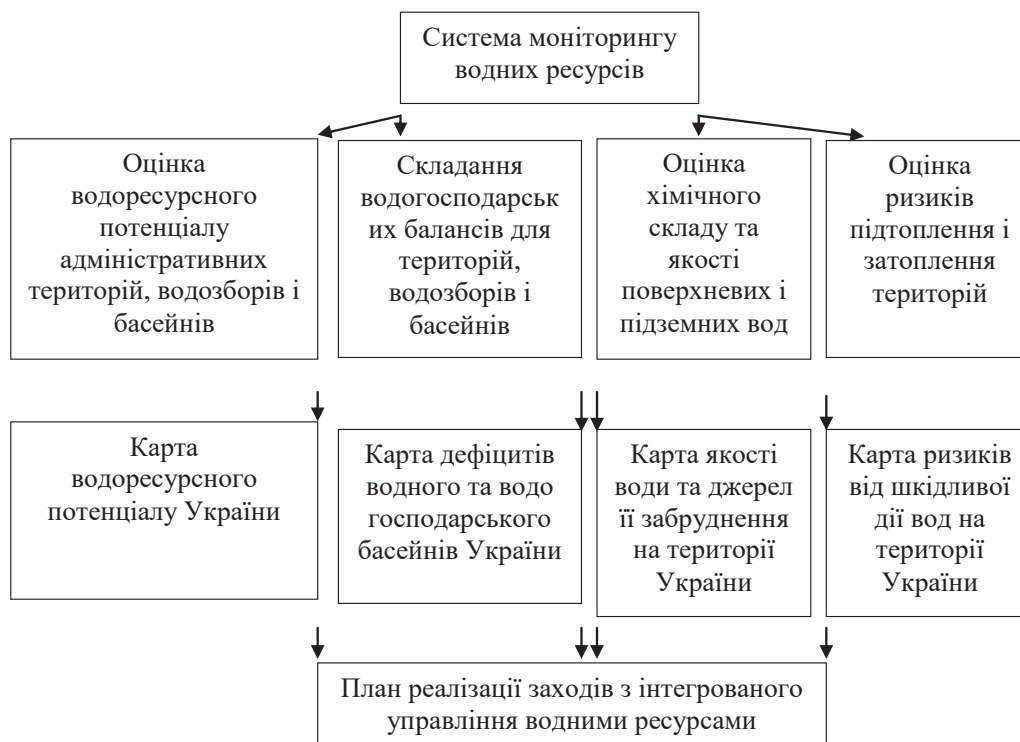 Система моніторингу
водних ресурсів
Оцінка
водоресурсного
потенціалу
адміністративних
територій, водозборів і
басейнів
Складання
водогосподарськ
их балансів для
територій,
водозборів і
басейнів
Оцінка
хімічного
складу та
якості
поверхневих і
підземних вод
Оцінка
ризиків
підтоплення і
затоплення
територій
Карта
водоресурсного
потенціалу України
Карта дефіцитів
водного та водо
господарського
басейнів України
Карта якості
води та джерел
її забруднення
на території
України
Карта ризиків
від шкідливої
дії вод на
території
України
План реалізації заходів з інтегрованого
управління водними ресурсами